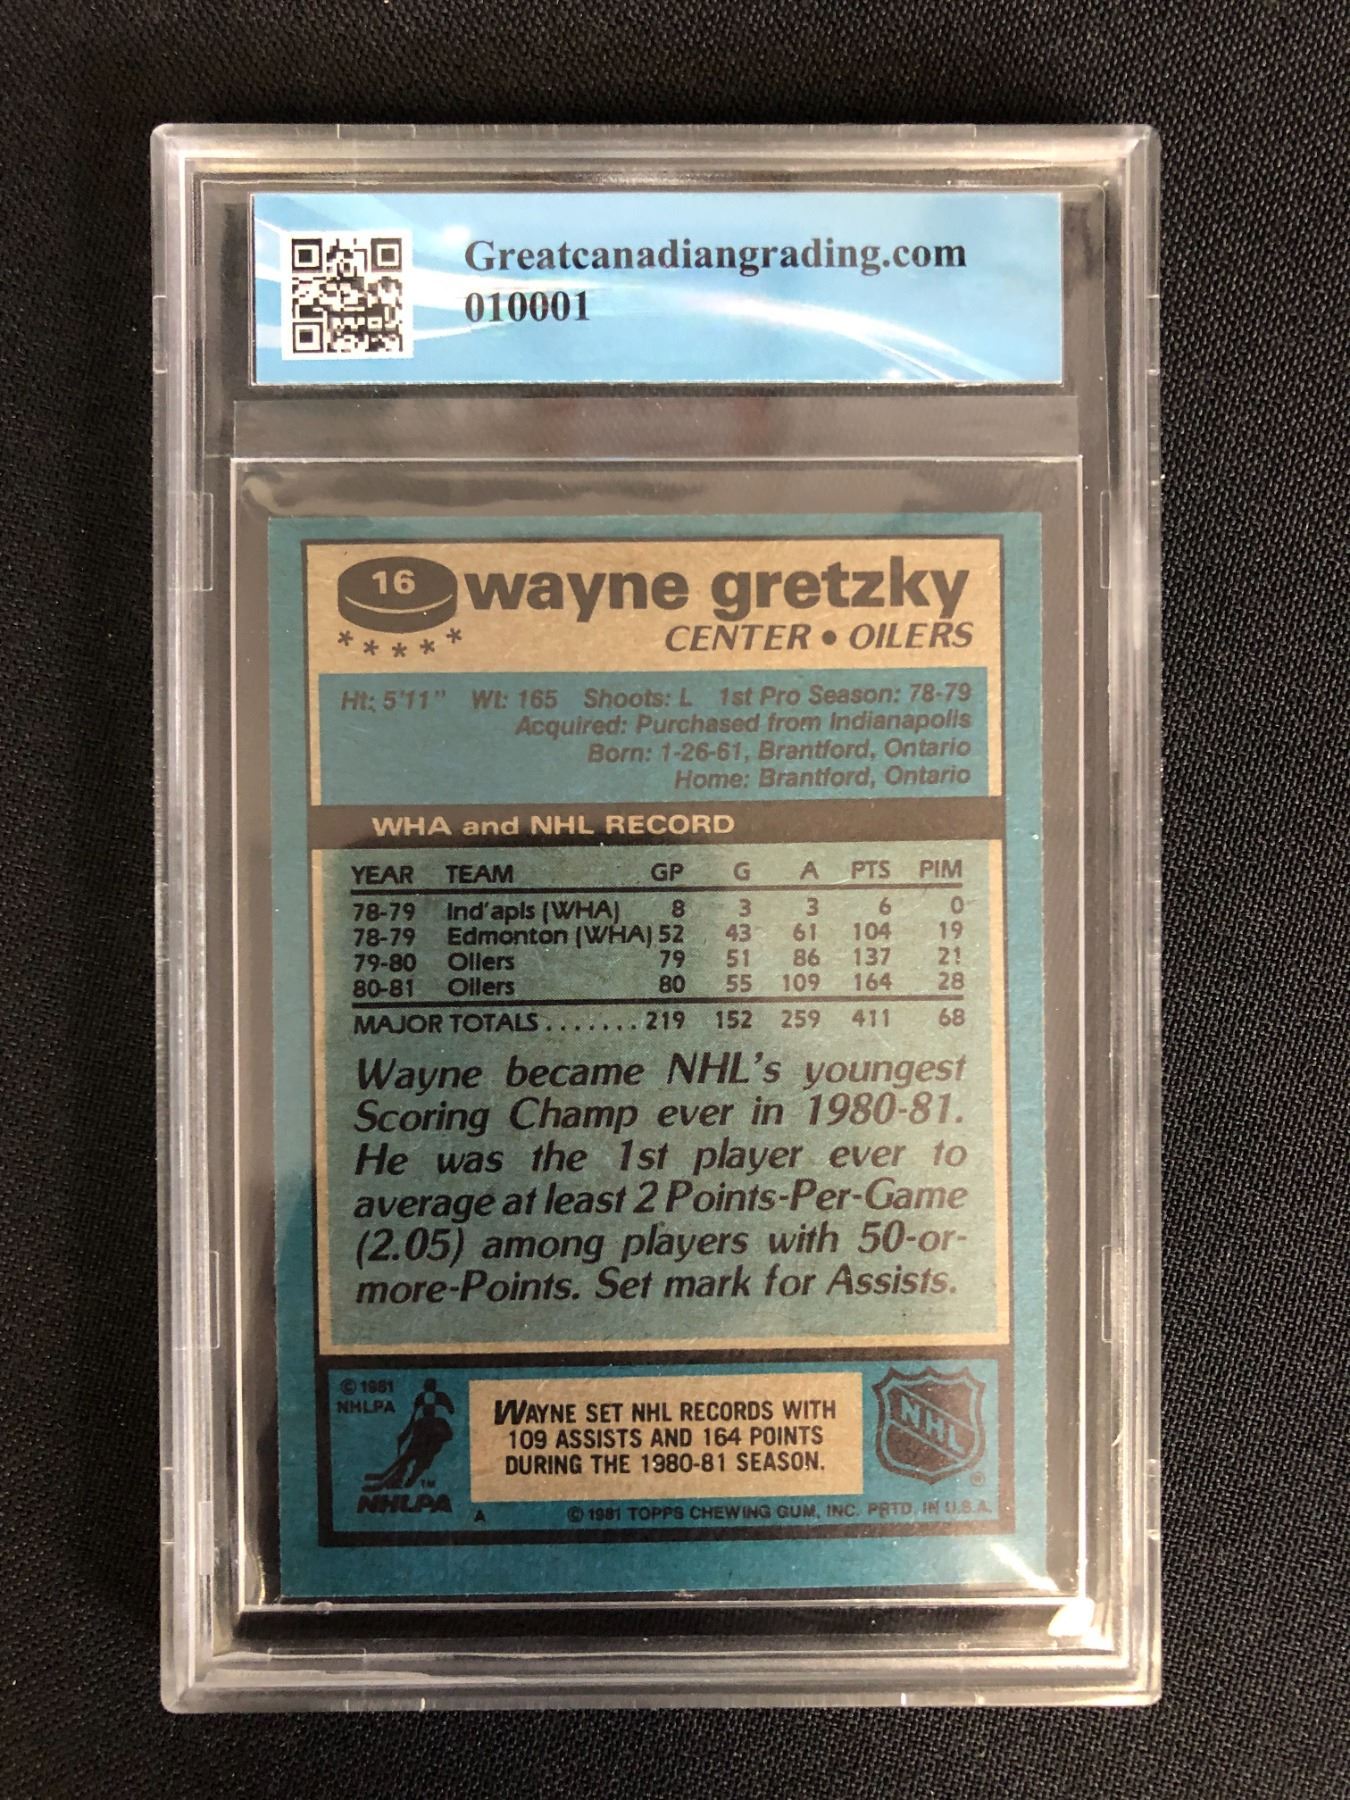 Greatcanadiangrading.com
010001
16 wayne gretzky
CENTER • OILERS
Ht: 5'11" Wt: 165 Shoots: L 1st Pro Season: 78-79
Acquired: Purchased from Indianapolis
Born: 1-26-61, Brantford, Ontario
Home: Brantford, Ontario
WHA and NHL RECORD
YEAR TEAM GP G A PTS PIM
78-79 Ind'apls (WHA) 8 3 3 6 0
78-79 Edmonton (WHA) 52 43 61 104 19
79-80 Oilers 79 51 86 137 21
80-81 Oilers 80 55 109 164 28
MAJOR TOTALS ....... 219 152 259 411 68
Wayne became NHL's youngest
Scoring Champ ever in 1980-81.
He was the 1st player ever to
average at least 2 Points-Per-Game
(2.05) among players with 50-or-
more-Points. Set mark for Assists.
© 1981
NHLPA
TM
NHLPA
WAYNE SET NHL RECORDS WITH
109 ASSISTS AND 164 POINTS
DURING THE 1980-81 SEASON.
NHL
®
A © 1981 TOPPS CHEWING GUM, INC. PRTD. IN U.S.A.